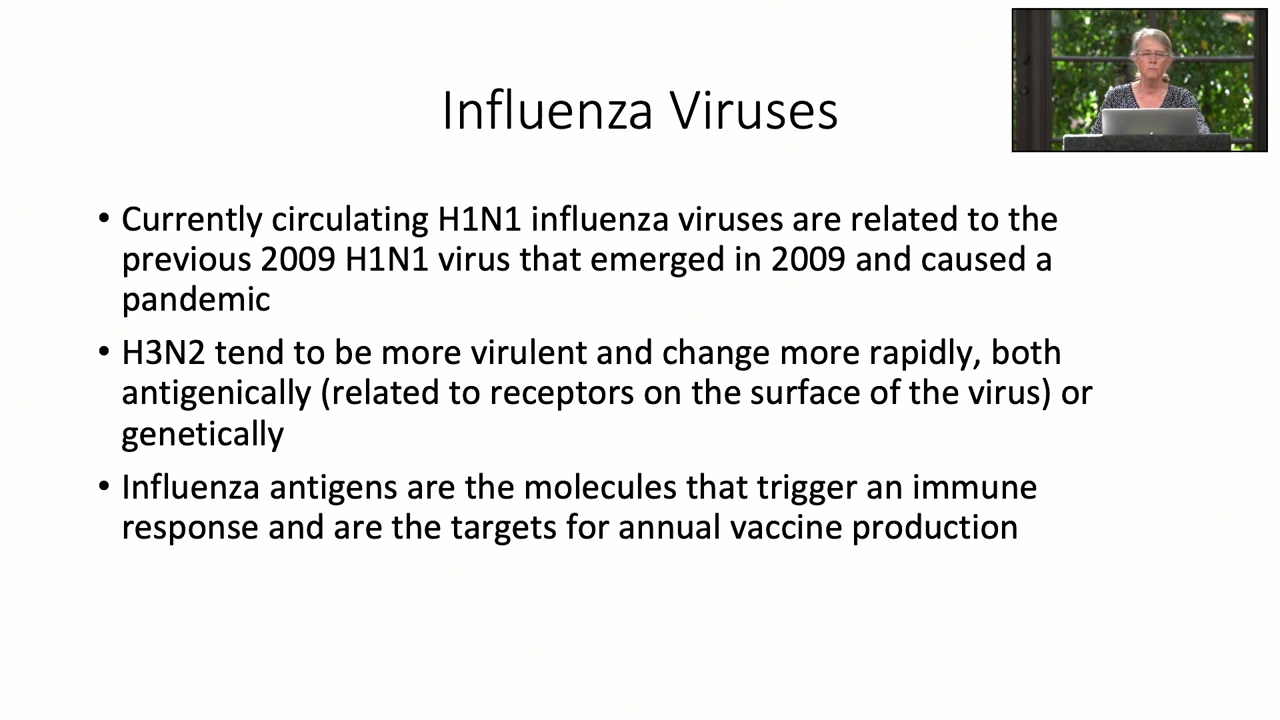 Influenza Viruses
• Currently circulating H1N1 influenza viruses are related to the
previous 2009 H1N1 virus that emerged in 2009 and caused a
pandemic
• H3N2 tend to be more virulent and change more rapidly, both
antigenically (related to receptors on the surface of the virus) or
genetically
• Influenza antigens are the molecules that trigger an immune
response and are the targets for annual vaccine production